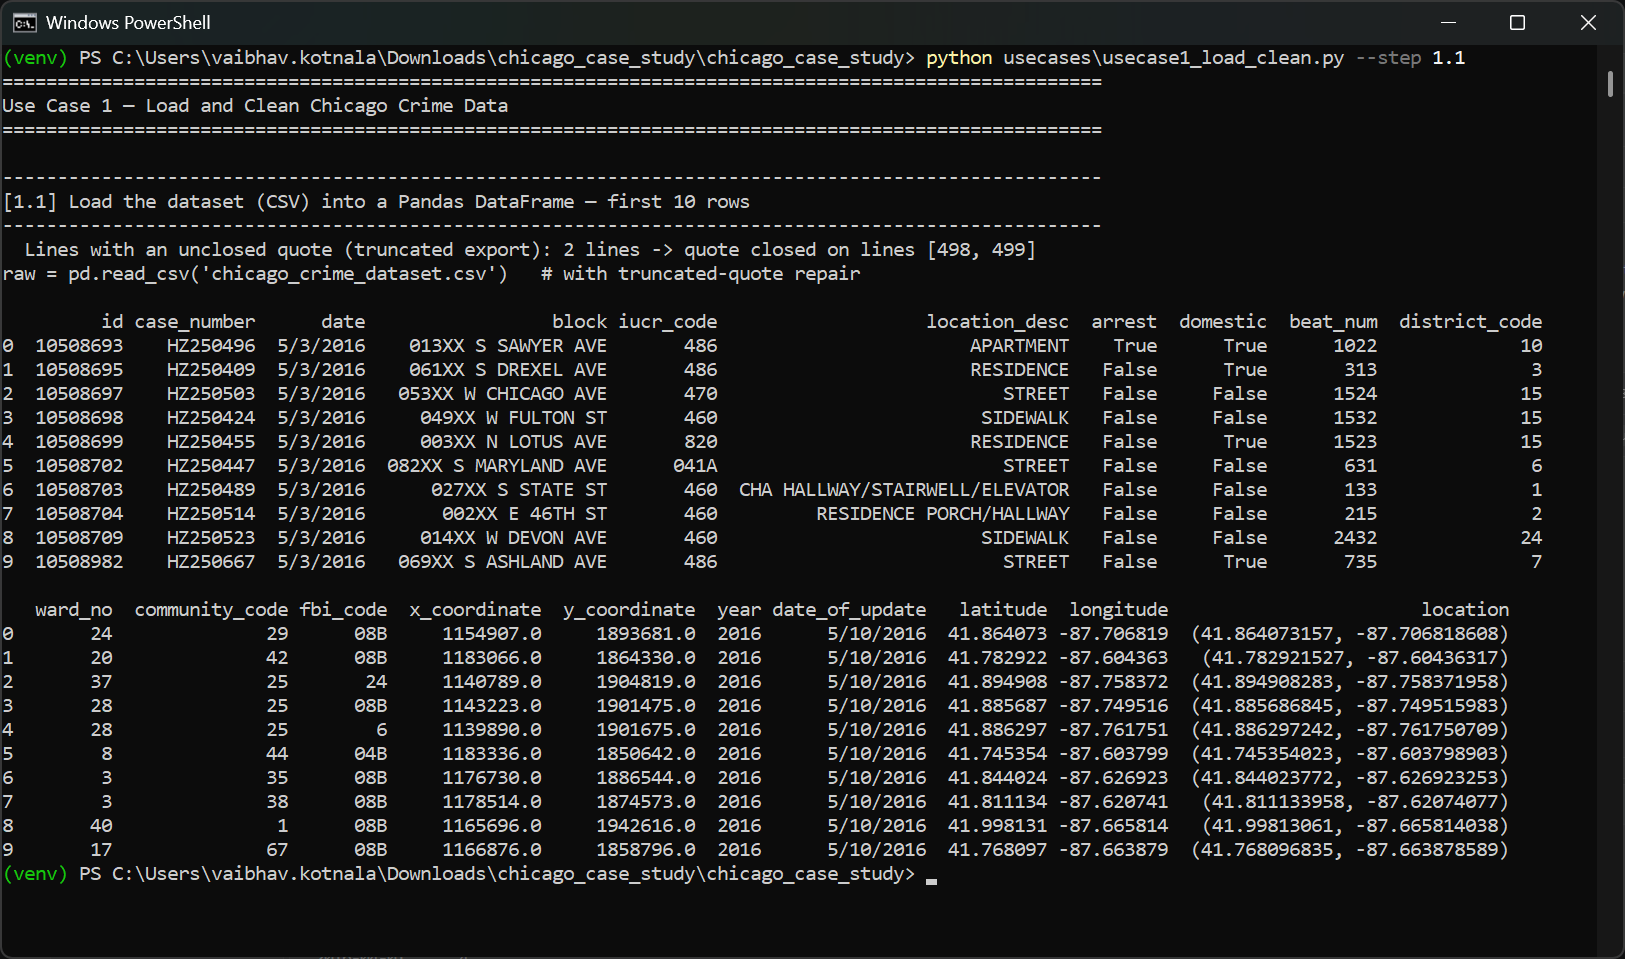 Windows PowerShell
(venv) PS C:\Users\vaibhav.kotnala\Downloads\chicago_case_study\chicago_case_study> python usecases\usecase1_load_clean.py --step 1.1
====================================================================================================
Use Case 1 — Load and Clean Chicago Crime Data
====================================================================================================
----------------------------------------------------------------------------------------------------
[1.1] Load the dataset (CSV) into a Pandas DataFrame — first 10 rows
----------------------------------------------------------------------------------------------------
  Lines with an unclosed quote (truncated export): 2 lines -> quote closed on lines [498, 499]
raw = pd.read_csv('chicago_crime_dataset.csv')   # with truncated-quote repair
         id case_number      date                 block iucr_code                   location_desc  arrest  domestic  beat_num  district_code
0  10508693    HZ250496  5/3/2016    013XX S SAWYER AVE       486                       APARTMENT    True      True      1022             10
1  10508695    HZ250409  5/3/2016    061XX S DREXEL AVE       486                       RESIDENCE   False      True       313              3
2  10508697    HZ250503  5/3/2016   053XX W CHICAGO AVE       470                          STREET   False     False      1524             15
3  10508698    HZ250424  5/3/2016     049XX W FULTON ST       460                        SIDEWALK   False     False      1532             15
4  10508699    HZ250455  5/3/2016     003XX N LOTUS AVE       820                       RESIDENCE   False      True      1523             15
5  10508702    HZ250447  5/3/2016  082XX S MARYLAND AVE      041A                          STREET   False     False       631              6
6  10508703    HZ250489  5/3/2016      027XX S STATE ST       460  CHA HALLWAY/STAIRWELL/ELEVATOR   False     False       133              1
7  10508704    HZ250514  5/3/2016       002XX E 46TH ST       460         RESIDENCE PORCH/HALLWAY   False     False       215              2
8  10508709    HZ250523  5/3/2016     014XX W DEVON AVE       460                        SIDEWALK   False     False      2432             24
9  10508982    HZ250667  5/3/2016   069XX S ASHLAND AVE       486                          STREET   False      True       735              7
   ward_no  community_code fbi_code  x_coordinate  y_coordinate  year date_of_update   latitude  longitude                       location
0       24              29      08B     1154907.0     1893681.0  2016      5/10/2016  41.864073 -87.706819  (41.864073157, -87.706818608)
1       20              42      08B     1183066.0     1864330.0  2016      5/10/2016  41.782922 -87.604363   (41.782921527, -87.60436317)
2       37              25       24     1140789.0     1904819.0  2016      5/10/2016  41.894908 -87.758372  (41.894908283, -87.758371958)
3       28              25      08B     1143223.0     1901475.0  2016      5/10/2016  41.885687 -87.749516  (41.885686845, -87.749515983)
4       28              25        6     1139890.0     1901675.0  2016      5/10/2016  41.886297 -87.761751  (41.886297242, -87.761750709)
5        8              44      04B     1183336.0     1850642.0  2016      5/10/2016  41.745354 -87.603799  (41.745354023, -87.603798903)
6        3              35      08B     1176730.0     1886544.0  2016      5/10/2016  41.844024 -87.626923  (41.844023772, -87.626923253)
7        3              38      08B     1178514.0     1874573.0  2016      5/10/2016  41.811134 -87.620741   (41.811133958, -87.62074077)
8       40               1      08B     1165696.0     1942616.0  2016      5/10/2016  41.998131 -87.665814   (41.99813061, -87.665814038)
9       17              67      08B     1166876.0     1858796.0  2016      5/10/2016  41.768097 -87.663879  (41.768096835, -87.663878589)
(venv) PS C:\Users\vaibhav.kotnala\Downloads\chicago_case_study\chicago_case_study>